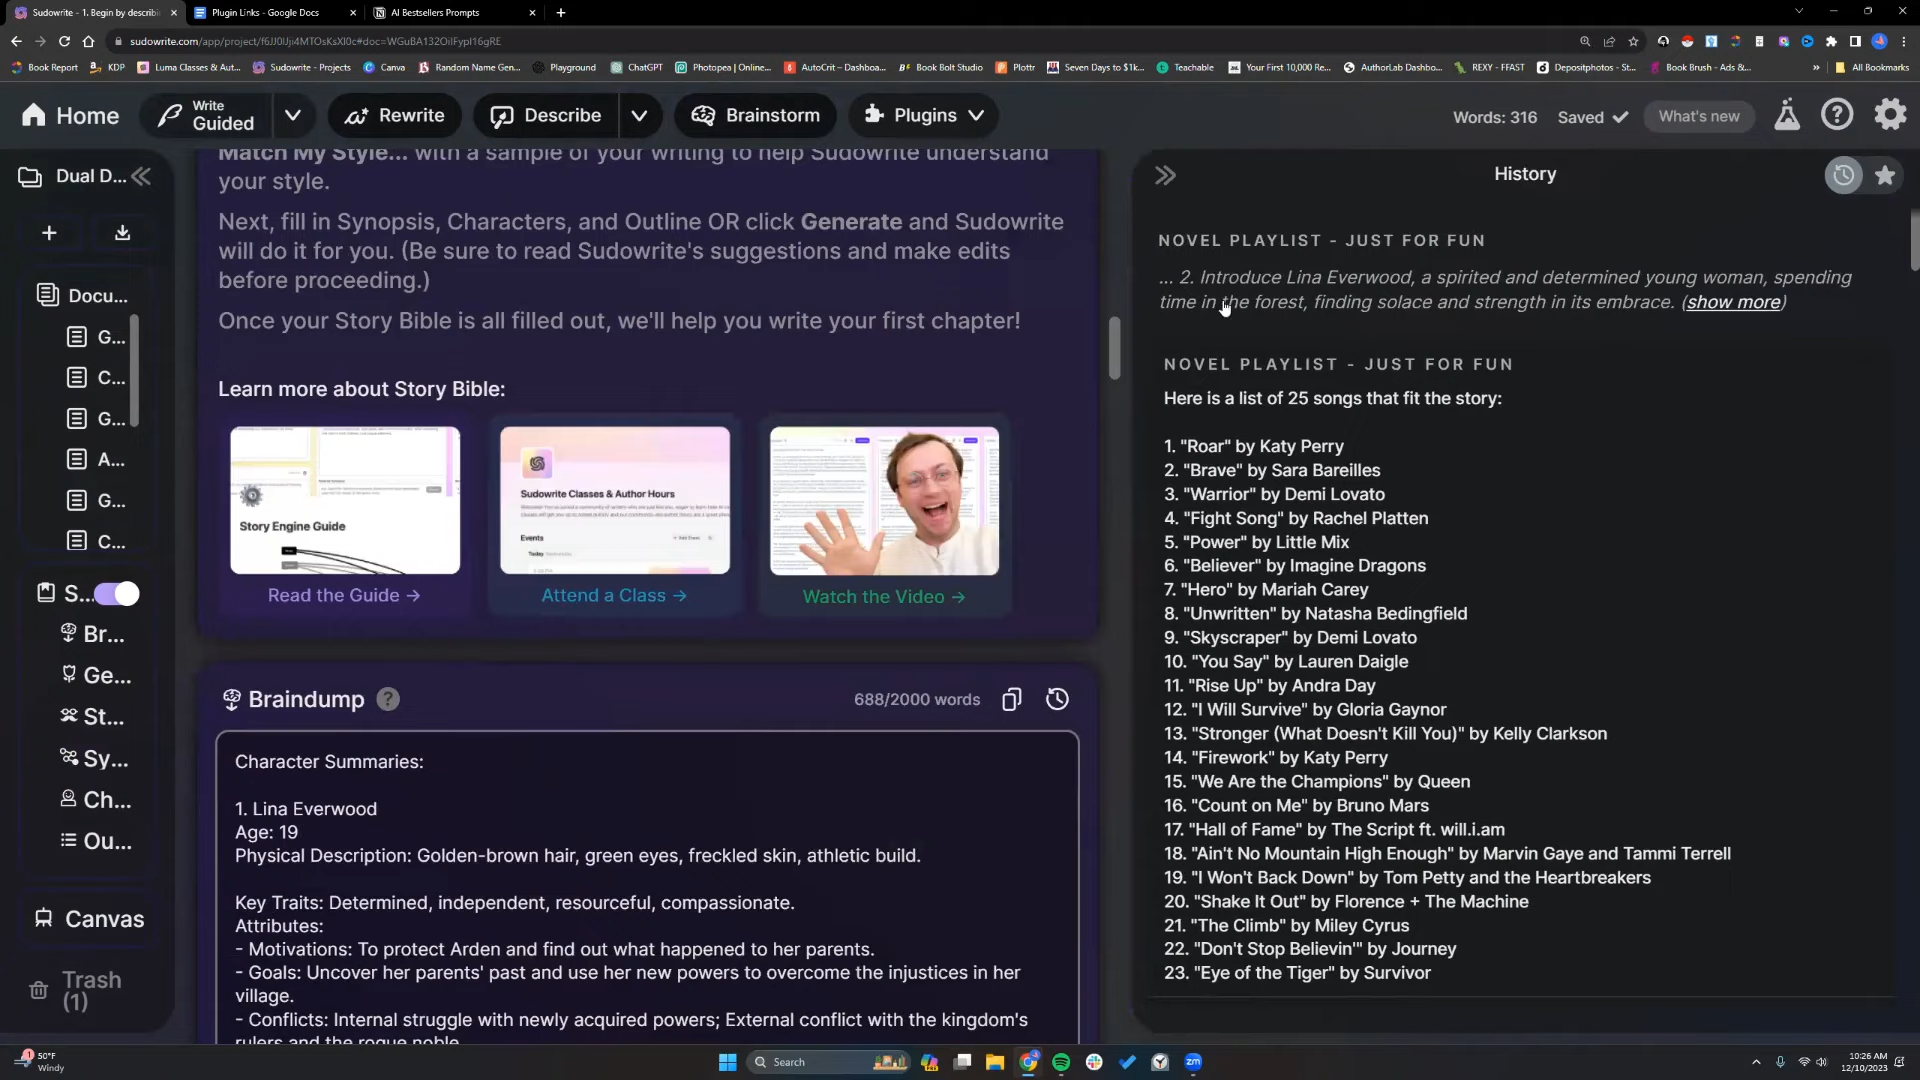 Sudowrite - 1. Begin by describi
Plugin Links - Google Docs
AI Bestsellers Prompts
sudowrite.com/app/project/
Book Report
KDP
Luma Classes & Aut...
Sudowrite - Projects
Canva
Random Name Gen...
Playground
ChatGPT
Photopea | Online...
AutoCrit – Dashboa...
Book Bolt Studio
Plottr
Seven Days to $1k...
Teachable
Your First 10,000 Re...
AuthorLab Dashbo...
REXY - FFAST
Depositphotos - St...
Book Brush - Ads &...
All Bookmarks
Home
Write
Guided
Rewrite
Describe
Brainstorm
Plugins
Words: 316
Saved
What's new
Dual D...
Docu...
G...
C...
G...
A...
G...
C...
S...
Br...
Ge...
St...
Sy...
Ch...
Ou...
Canvas
Trash
(1)
Match My Style... with a sample of your writing to help Sudowrite understand
your style.
Next, fill in Synopsis, Characters, and Outline OR click Generate and Sudowrite
will do it for you. (Be sure to read Sudowrite's suggestions and make edits
before proceeding.)
Once your Story Bible is all filled out, we'll help you write your first chapter!
Learn more about Story Bible:
Story Engine Guide
Read the Guide →
Sudowrite Classes & Author Hours
Events
Today
Attend a Class →
Watch the Video →
Braindump
688/2000 words
Character Summaries:
1. Lina Everwood
Age: 19
Physical Description: Golden-brown hair, green eyes, freckled skin, athletic build.
Key Traits: Determined, independent, resourceful, compassionate.
Attributes:
- Motivations: To protect Arden and find out what happened to her parents.
- Goals: Uncover her parents' past and use her new powers to overcome the injustices in her
village.
- Conflicts: Internal struggle with newly acquired powers; External conflict with the kingdom's
rulers and the rogue noble
History
NOVEL PLAYLIST - JUST FOR FUN
... 2. Introduce Lina Everwood, a spirited and determined young woman, spending
time in the forest, finding solace and strength in its embrace. (show more)
NOVEL PLAYLIST - JUST FOR FUN
Here is a list of 25 songs that fit the story:
1. "Roar" by Katy Perry
2. "Brave" by Sara Bareilles
3. "Warrior" by Demi Lovato
4. "Fight Song" by Rachel Platten
5. "Power" by Little Mix
6. "Believer" by Imagine Dragons
7. "Hero" by Mariah Carey
8. "Unwritten" by Natasha Bedingfield
9. "Skyscraper" by Demi Lovato
10. "You Say" by Lauren Daigle
11. "Rise Up" by Andra Day
12. "I Will Survive" by Gloria Gaynor
13. "Stronger (What Doesn't Kill You)" by Kelly Clarkson
14. "Firework" by Katy Perry
15. "We Are the Champions" by Queen
16. "Count on Me" by Bruno Mars
17. "Hall of Fame" by The Script ft. will.i.am
18. "Ain't No Mountain High Enough" by Marvin Gaye and Tammi Terrell
19. "I Won't Back Down" by Tom Petty and the Heartbreakers
20. "Shake It Out" by Florence + The Machine
21. "The Climb" by Miley Cyrus
22. "Don't Stop Believin'" by Journey
23. "Eye of the Tiger" by Survivor
50°F
Windy
Search
10:26 AM
12/10/2023